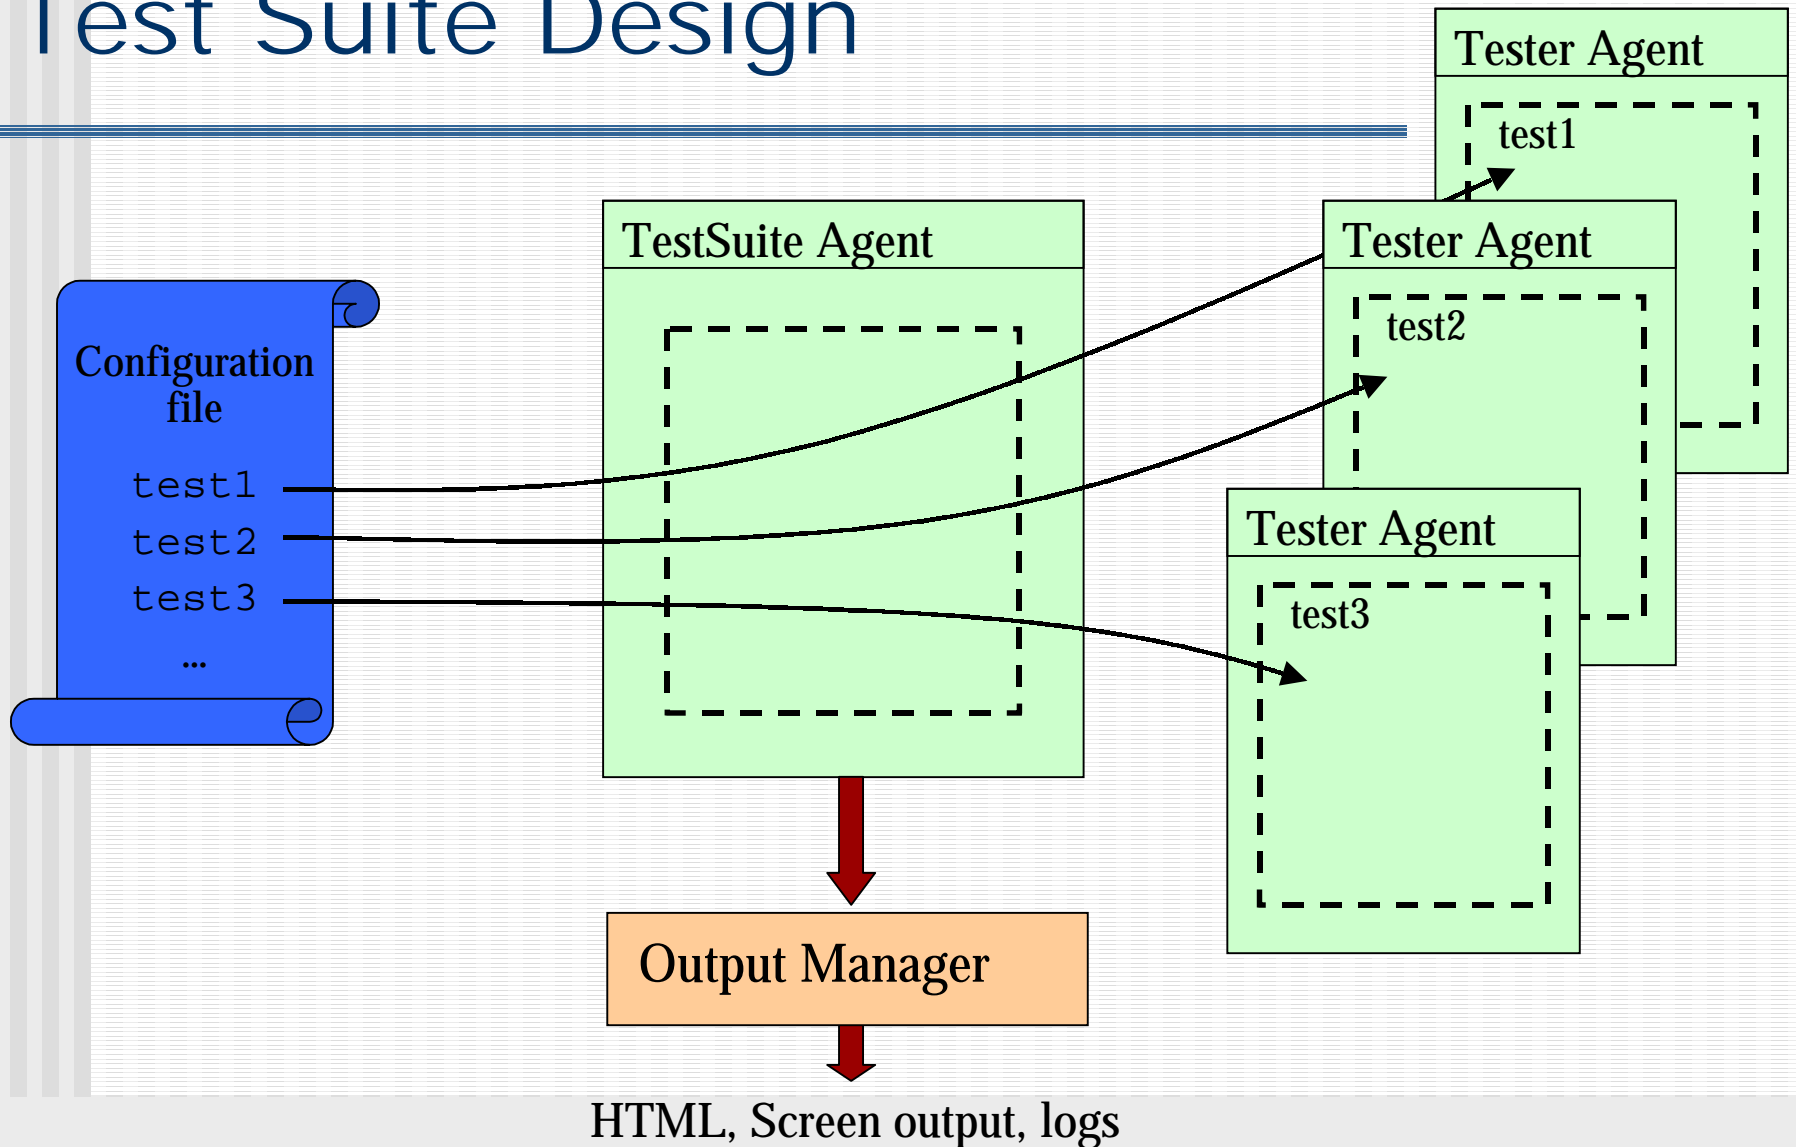 Test Suite Design
Tester Agent
test1
TestSuite Agent
Tester Agent
test2
Configuration
file
test1
test2
test3
...
Tester Agent
test3
Output Manager
HTML, Screen output, logs